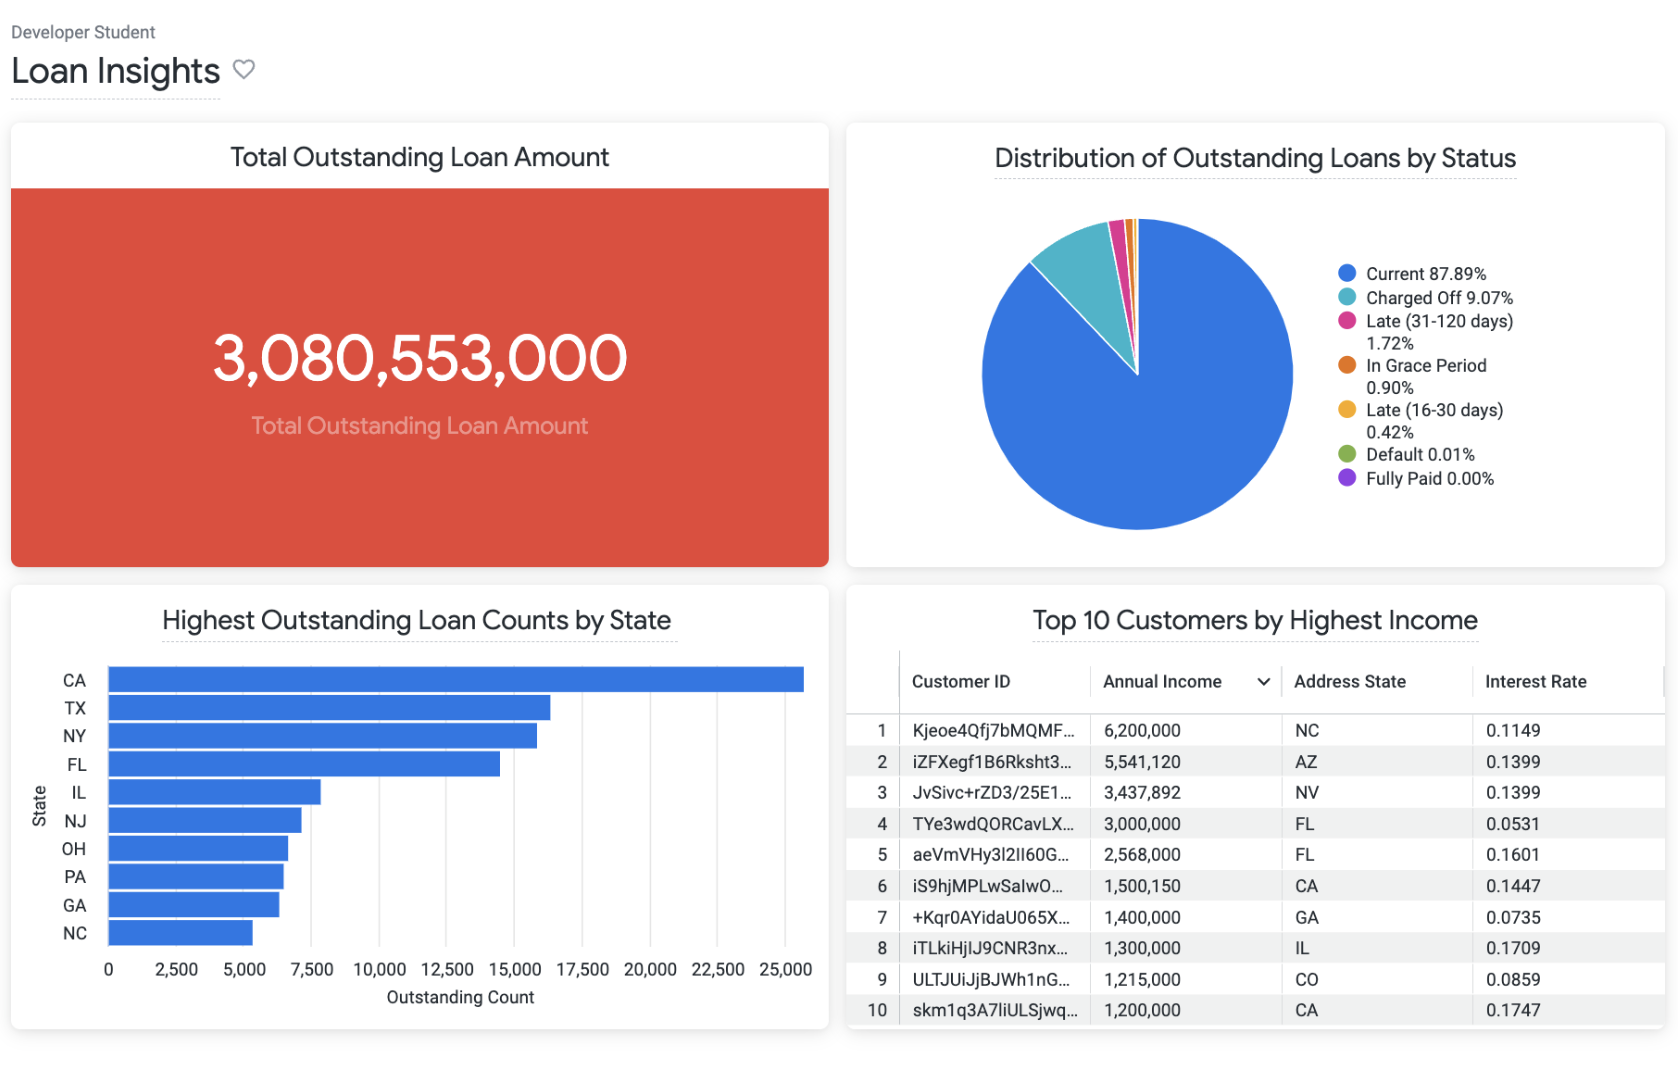 Developer Student
Loan Insights
Total Outstanding Loan Amount
3,080,553,000
Total Outstanding Loan Amount
Distribution of Outstanding Loans by Status
Current 87.89%
Charged Off 9.07%
Late (31-120 days)
1.72%
In Grace Period
0.90%
Late (16-30 days)
0.42%
Default 0.01%
Fully Paid 0.00%
Highest Outstanding Loan Counts by State
State
CA
TX
NY
FL
IL
NJ
OH
PA
GA
NC
0 2,500 5,000 7,500 10,000 12,500 15,000 17,500 20,000 22,500 25,000
Outstanding Count
Top 10 Customers by Highest Income
Customer ID Annual Income Address State Interest Rate
1 Kjeoe4Qfj7bMQMF... 6,200,000 NC 0.1149
2 iZFXegf1B6Rksht3... 5,541,120 AZ 0.1399
3 JvSivc+rZD3/25E1... 3,437,892 NV 0.1399
4 TYe3wdQORCavLX... 3,000,000 FL 0.0531
5 aeVmVHy3l2II60G... 2,568,000 FL 0.1601
6 iS9hjMPLwSaIwO... 1,500,150 CA 0.1447
7 +Kqr0AYidaU065X... 1,400,000 GA 0.0735
8 iTLkiHjIJ9CNR3nx... 1,300,000 IL 0.1709
9 ULTJUiJjBJWh1nG... 1,215,000 CO 0.0859
10 skm1q3A7liULSjwq... 1,200,000 CA 0.1747